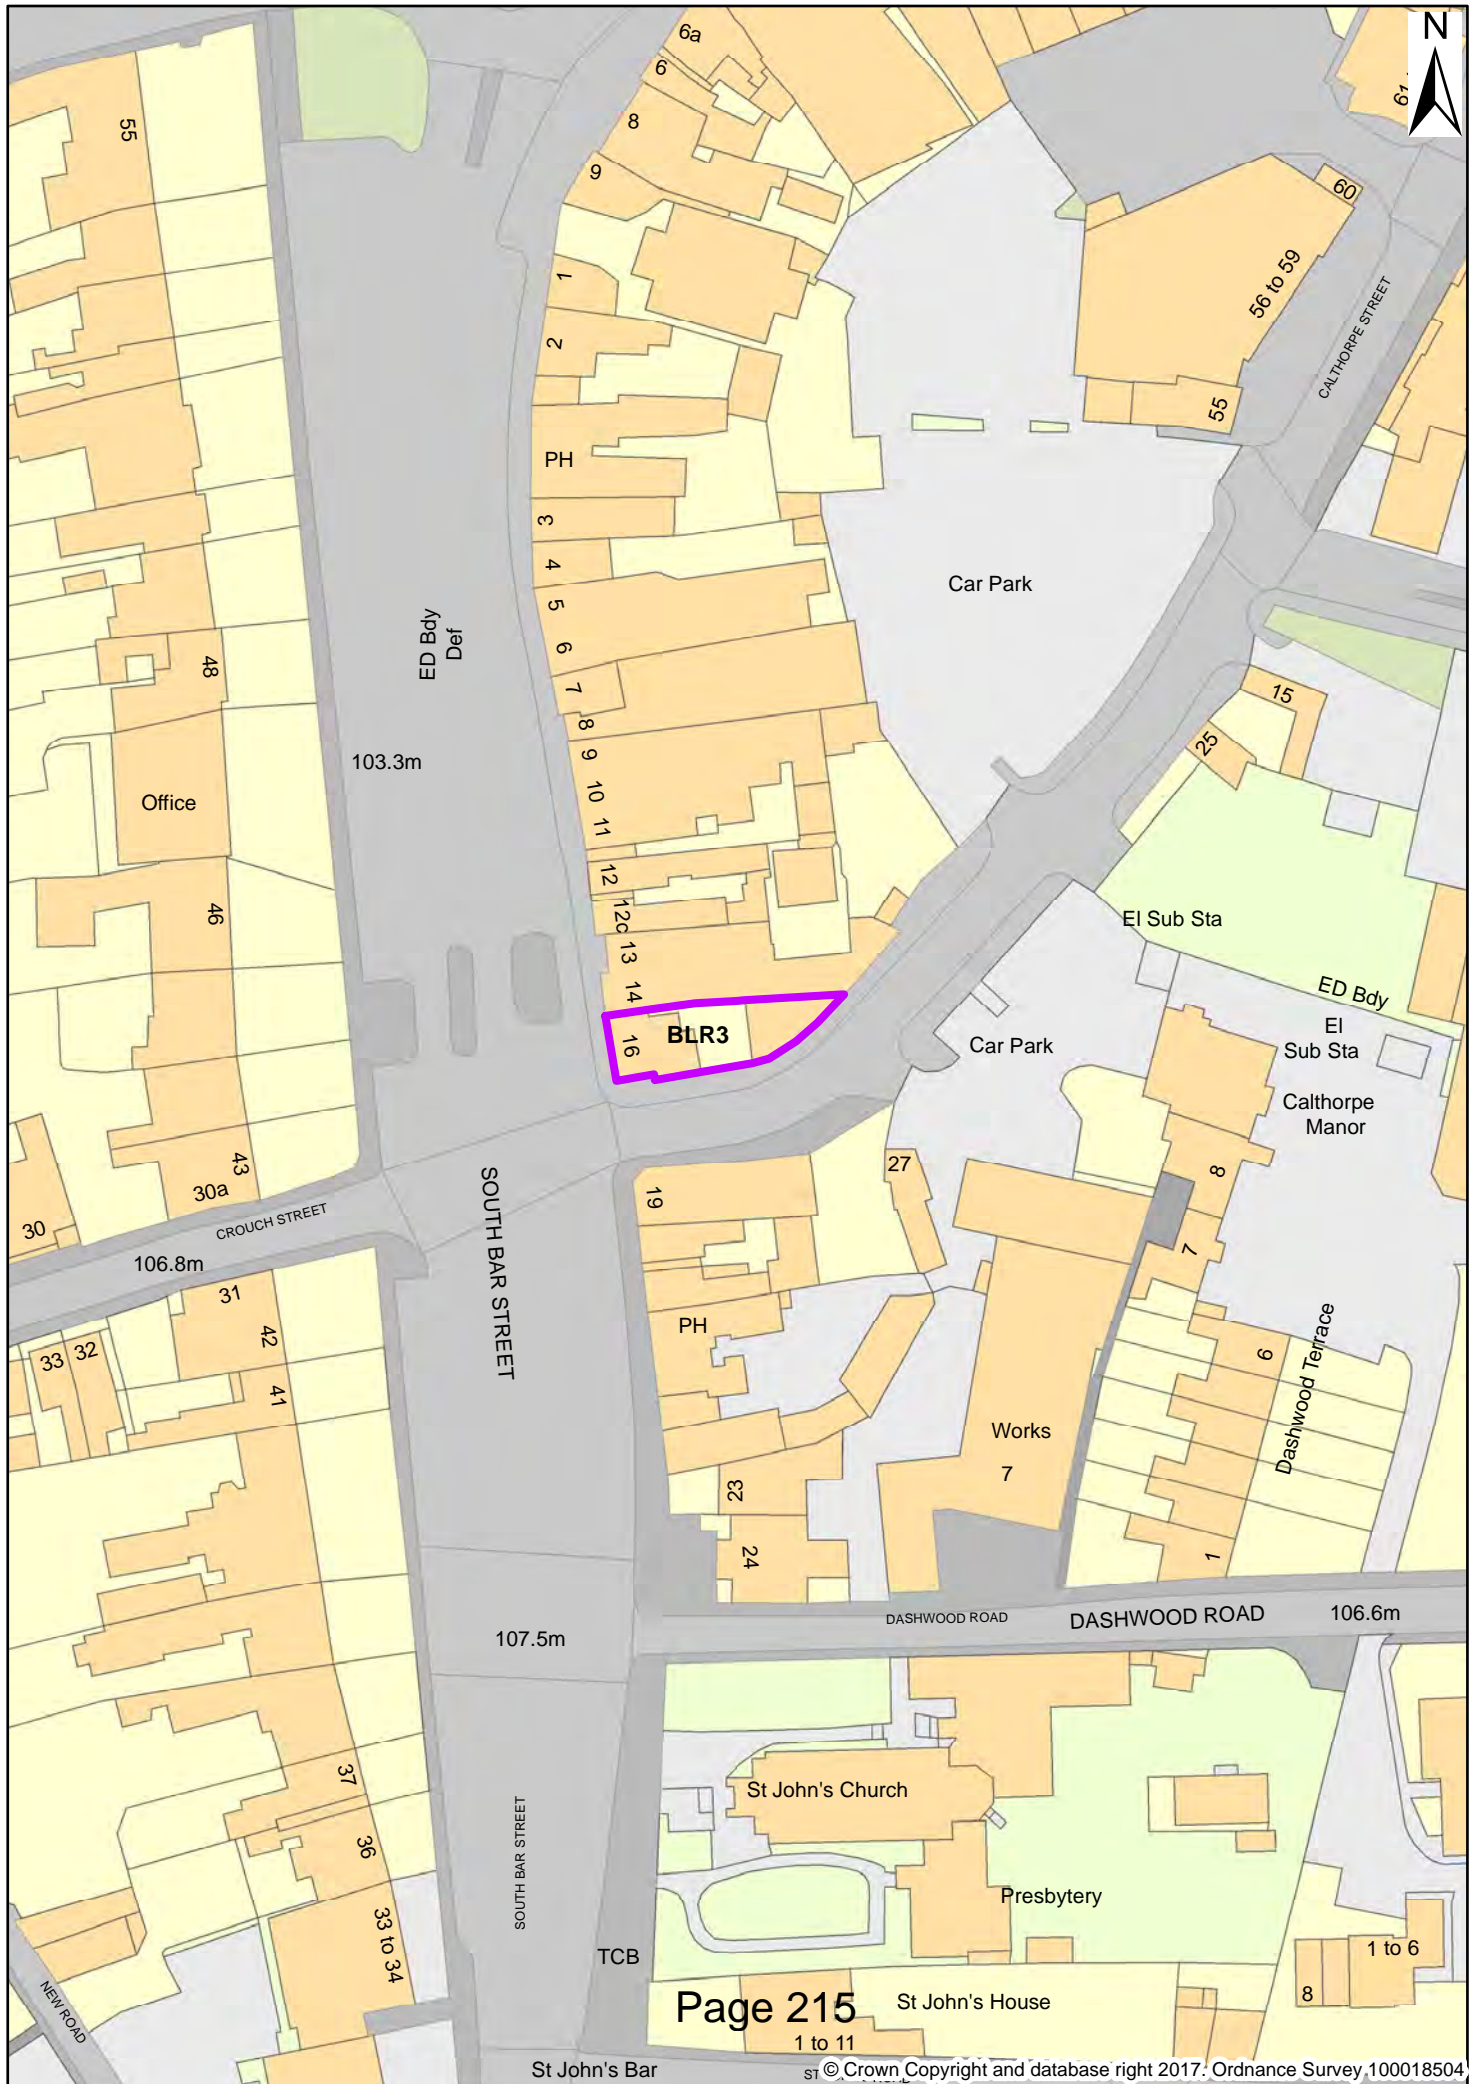 N
6a
6
61
8
55
9
60
1
56 to 59
CALTHORPE STREET
2
55
PH
3
4
Car Park
5
ED Bdy
Def
6
48
7
15
8
25
9
103.3m
10
Office
11
12
46
12c
El Sub Sta
13
ED Bdy
14
El
Sub Sta
BLR3
16
Car Park
Calthorpe
Manor
43
27
8
30a
19
30
CROUCH STREET
SOUTH BAR STREET
7
106.8m
31
42
PH
33
32
6
Dashwood Terrace
41
Works
7
23
24
1
DASHWOOD ROAD
DASHWOOD ROAD
106.6m
107.5m
37
St John's Church
36
SOUTH BAR STREET
Presbytery
33 to 34
TCB
1 to 6
NEW ROAD
8
Page 215
St John's House
1 to 11
St John's Bar
© Crown Copyright and database right 2017. Ordnance Survey 100018504